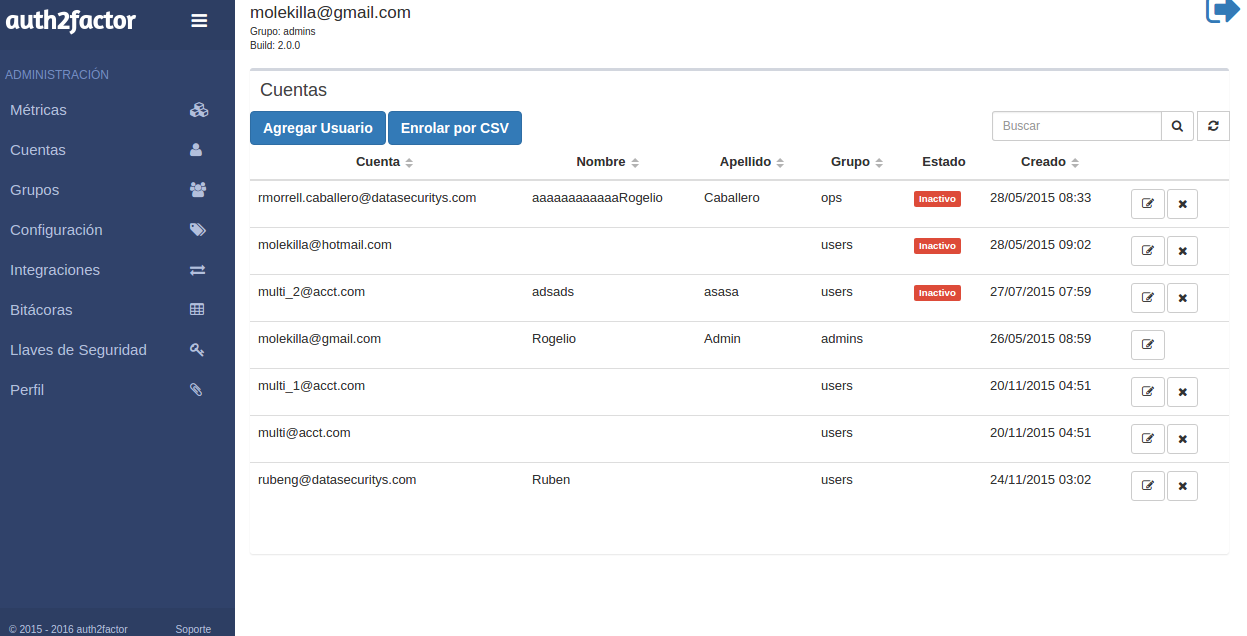 auth2factor
ADMINISTRACIÓN
Métricas
Cuentas
Grupos
Configuración
Integraciones
Bitácoras
Llaves de Seguridad
Perfil
© 2015 - 2016 auth2factor Soporte
molekilla@gmail.com
Grupo: admins
Build: 2.0.0
Cuentas
Agregar Usuario Enrolar por CSV Buscar
Cuenta Nombre Apellido Grupo Estado Creado
rmorrell.caballero@datasecuritys.com aaaaaaaaaaaaRogelio Caballero ops Inactivo 28/05/2015 08:33
molekilla@hotmail.com users Inactivo 28/05/2015 09:02
multi_2@acct.com adsads asasa users Inactivo 27/07/2015 07:59
molekilla@gmail.com Rogelio Admin admins 26/05/2015 08:59
multi_1@acct.com users 20/11/2015 04:51
multi@acct.com users 20/11/2015 04:51
rubeng@datasecuritys.com Ruben users 24/11/2015 03:02